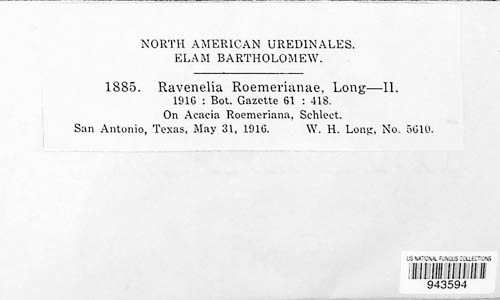 NORTH AMERICAN UREDINALES.
ELAM BARTHOLOMEW.
1885. Ravenelia Roemerianae, Long—II.
1916 : Bot. Gazette 61 : 418.
On Acacia Roemeriana, Schlect.
San Antonio, Texas, May 31, 1916. W. H. Long, No. 5610.
US NATIONAL FUNGUS COLLECTIONS
943594